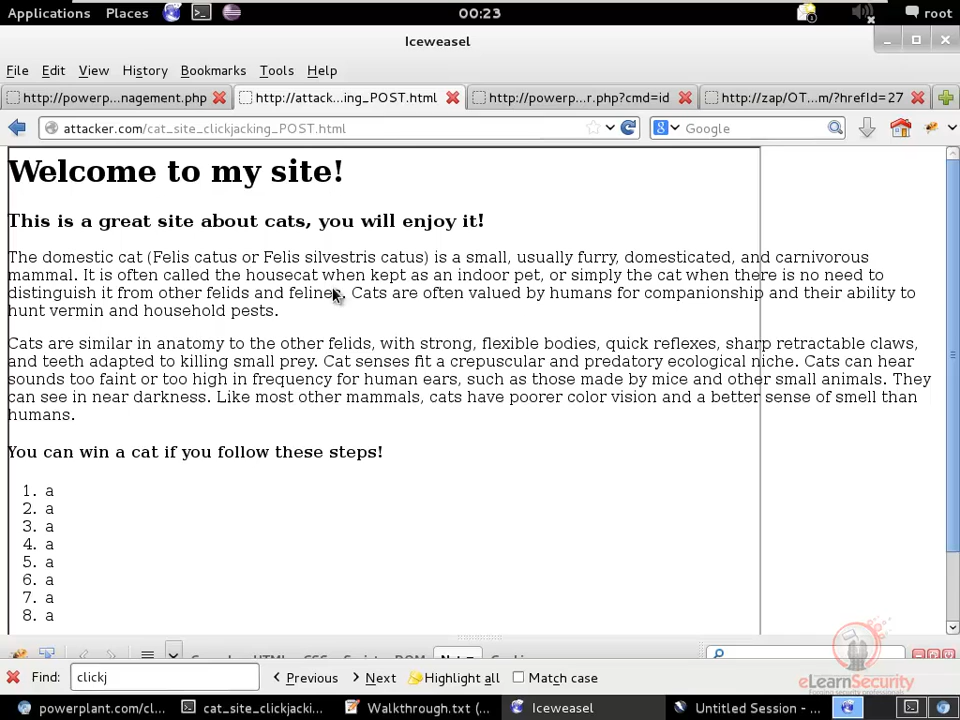 Applications Places 00:23 root
Iceweasel
File Edit View History Bookmarks Tools Help
http://powerp...nagement.php http://attack...ing_POST.html http://powerp...r.php?cmd=id http://zap/OT...m/?hrefId=27
attacker.com/cat_site_clickjacking_POST.html Google
Welcome to my site!
This is a great site about cats, you will enjoy it!
The domestic cat (Felis catus or Felis silvestris catus) is a small, usually furry, domesticated, and carnivorous
mammal. It is often called the housecat when kept as an indoor pet, or simply the cat when there is no need to
distinguish it from other felids and felines. Cats are often valued by humans for companionship and their ability to
hunt vermin and household pests.
Cats are similar in anatomy to the other felids, with strong, flexible bodies, quick reflexes, sharp retractable claws,
and teeth adapted to killing small prey. Cat senses fit a crepuscular and predatory ecological niche. Cats can hear
sounds too faint or too high in frequency for human ears, such as those made by mice and other small animals. They
can see in near darkness. Like most other mammals, cats have poorer color vision and a better sense of smell than
humans.
You can win a cat if you follow these steps!
1. a
2. a
3. a
4. a
5. a
6. a
7. a
8. a
Find: clickj Previous Next Highlight all Match case
eLearnSecurity
Forging security professionals
powerplant.com/cl... cat_site_clickjacki... Walkthrough.txt (... Iceweasel Untitled Session - ...